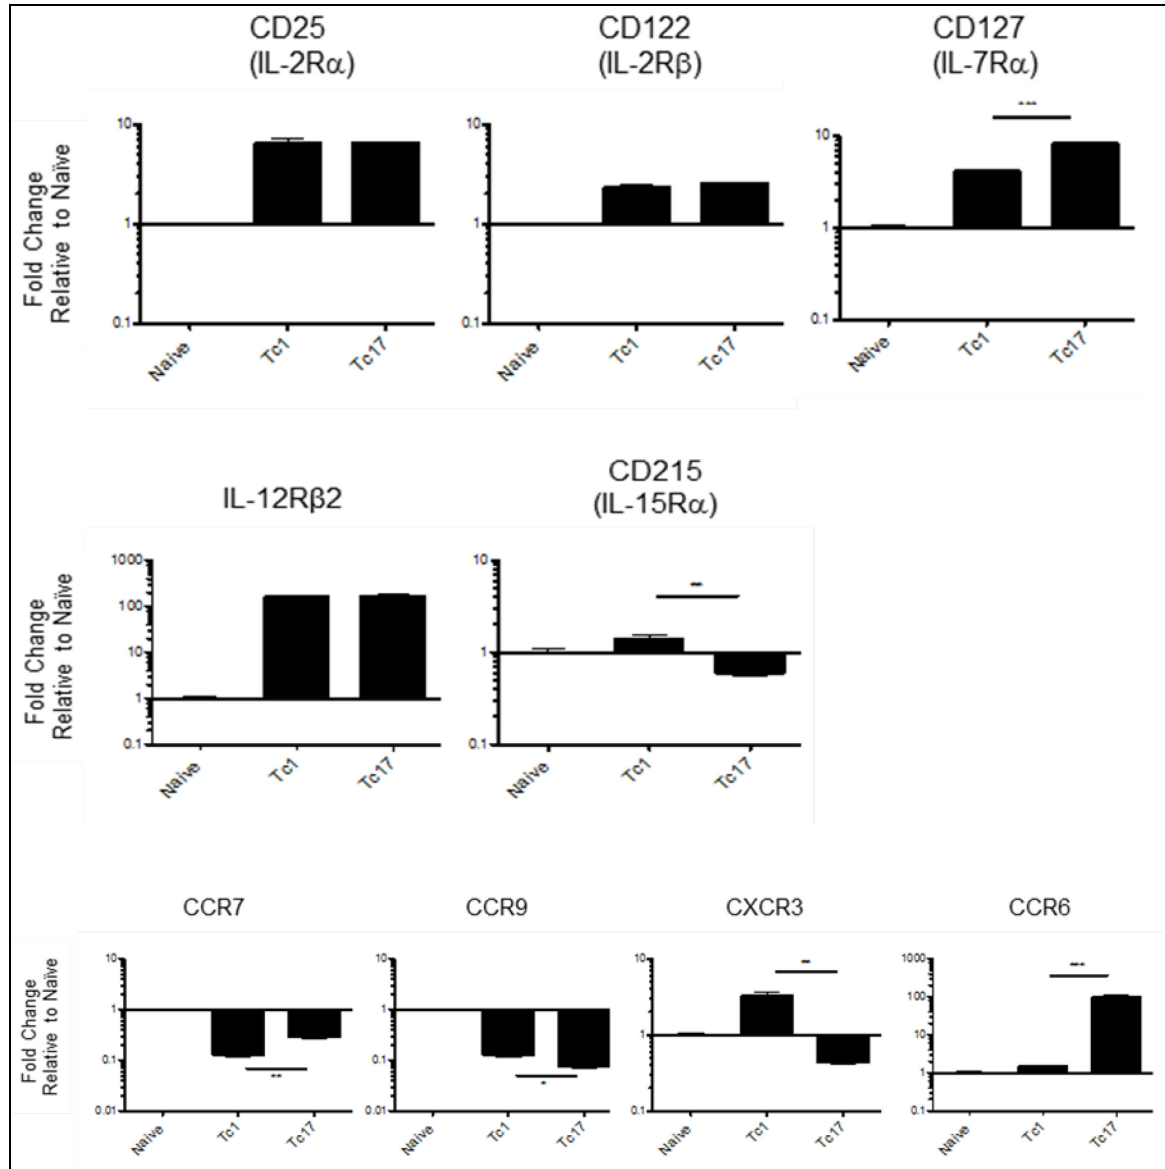 CD25
(IL-2Rα)
CD122
(IL-2Rβ)
CD127
(IL-7Rα)
Fold Change
Relative to Naïve
10
1
0.1
Naive
Tc1
Tc17
10
1
0.1
Naive
Tc1
Tc17
***
10
1
0.1
Naive
Tc1
Tc17
IL-12Rβ2
CD215
(IL-15Rα)
Fold Change
Relative to Naïve
1000
100
10
1
0.1
Naive
Tc1
Tc17
**
10
1
0.1
Naive
Tc1
Tc17
CCR7
CCR9
CXCR3
CCR6
Fold Change
Relative to Naïve
10
1
0.1
0.01
**
Naive
Tc1
Tc17
10
1
0.1
0.01
*
Naive
Tc1
Tc17
**
10
1
0.1
Naive
Tc1
Tc17
***
1000
100
10
1
0.1
Naive
Tc1
Tc17